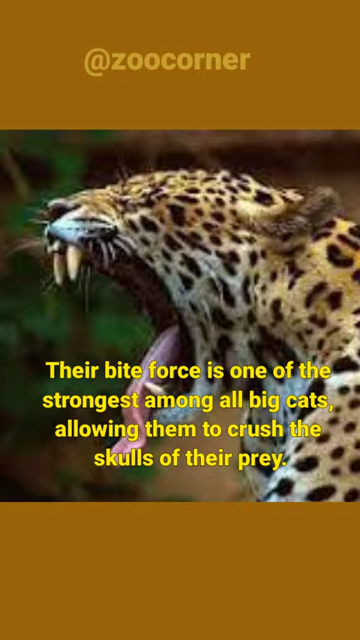 @zoocorner
Their bite force is one of the
strongest among all big cats,
allowing them to crush the
skulls of their prey.